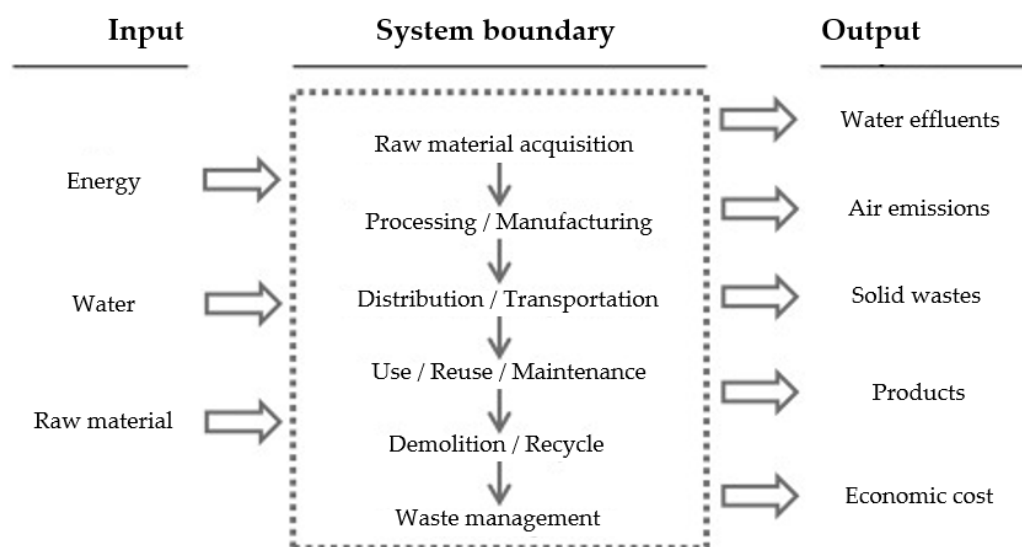 Input
System boundary
Output
Energy
Water
Raw material
Raw material acquisition
Processing / Manufacturing
Distribution / Transportation
Use / Reuse / Maintenance
Demolition / Recycle
Waste management
Water effluents
Air emissions
Solid wastes
Products
Economic cost